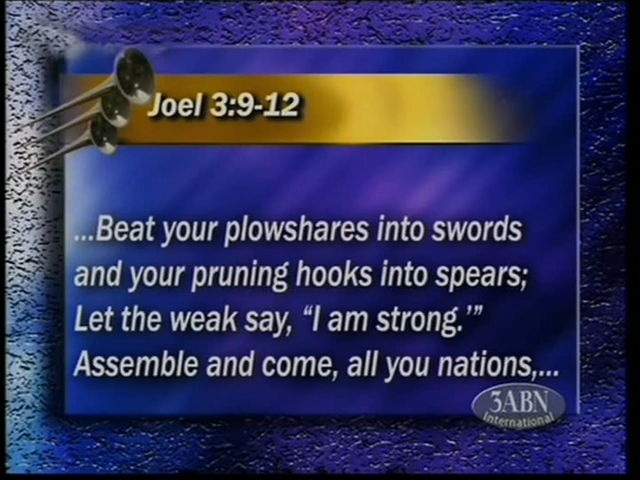 Joel 3:9-12
...Beat your plowshares into swords
and your pruning hooks into spears;
Let the weak say, “I am strong.’”
Assemble and come, all you nations,...
3ABN
International